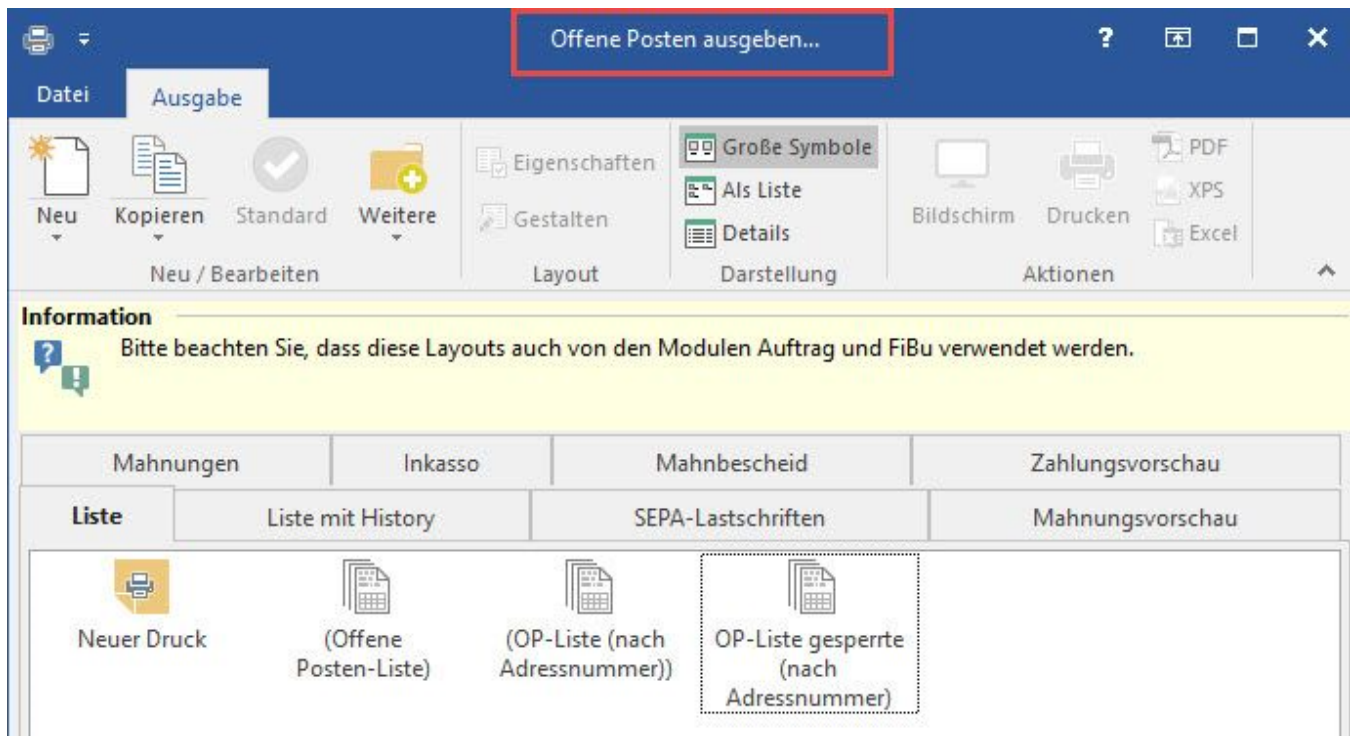 Offene Posten ausgeben...
?
Datei Ausgabe
Neu Kopieren Standard Weitere
Neu / Bearbeiten
Eigenschaften
Gestalten
Layout
Große Symbole
Als Liste
Details
Darstellung
Bildschirm Drucken
PDF
XPS
Excel
Aktionen
Information
Bitte beachten Sie, dass diese Layouts auch von den Modulen Auftrag und FiBu verwendet werden.
Mahnungen Inkasso Mahnbescheid Zahlungsvorschau
Liste Liste mit History SEPA-Lastschriften Mahnungsvorschau
Neuer Druck
(Offene
Posten-Liste)
(OP-Liste (nach
Adressnummer))
OP-Liste gesperrte
(nach
Adressnummer)